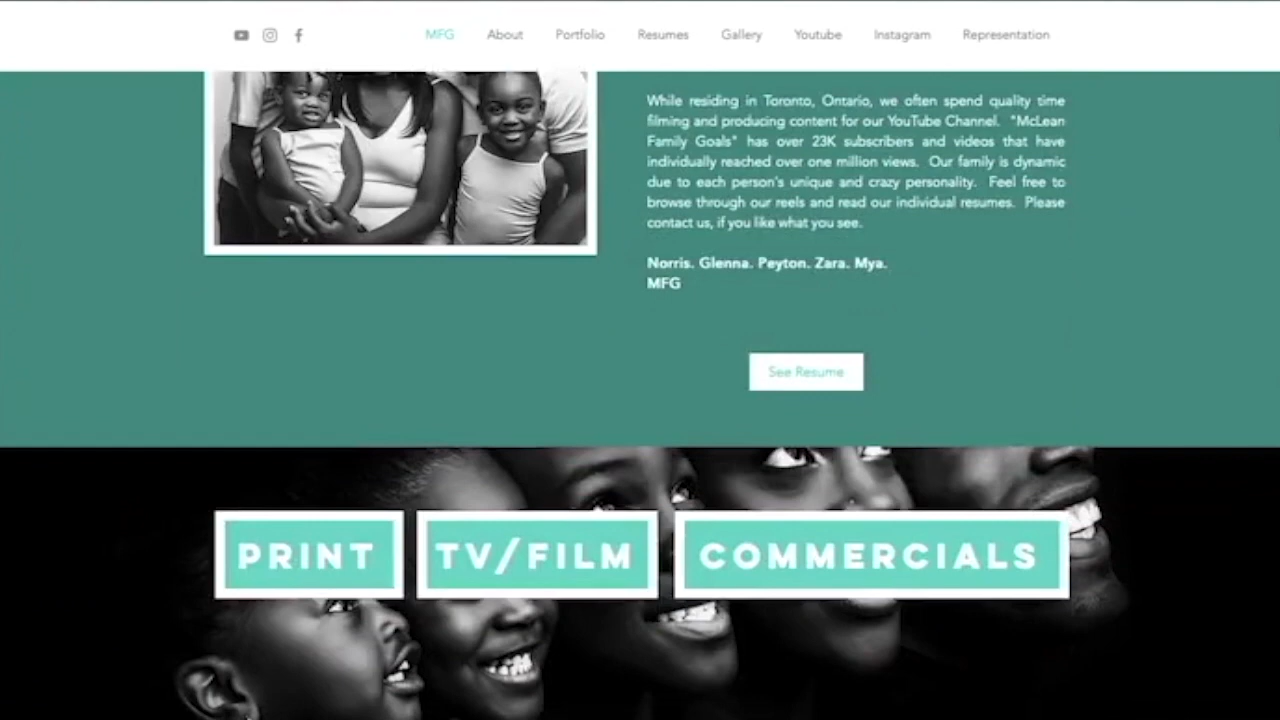 MFG About Portfolio Resumes Gallery Youtube Instagram Representation
While residing in Toronto, Ontario, we often spend quality time
filming and producing content for our YouTube Channel. "McLean
Family Goals" has over 23K subscribers and videos that have
individually reached over one million views. Our family is dynamic
due to each person's unique and crazy personality. Feel free to
browse through our reels and read our individual resumes. Please
contact us, if you like what you see.
Norris. Glenna. Peyton. Zara. Mya.
MFG
See Resume
PRINT TV/FILM COMMERCIALS